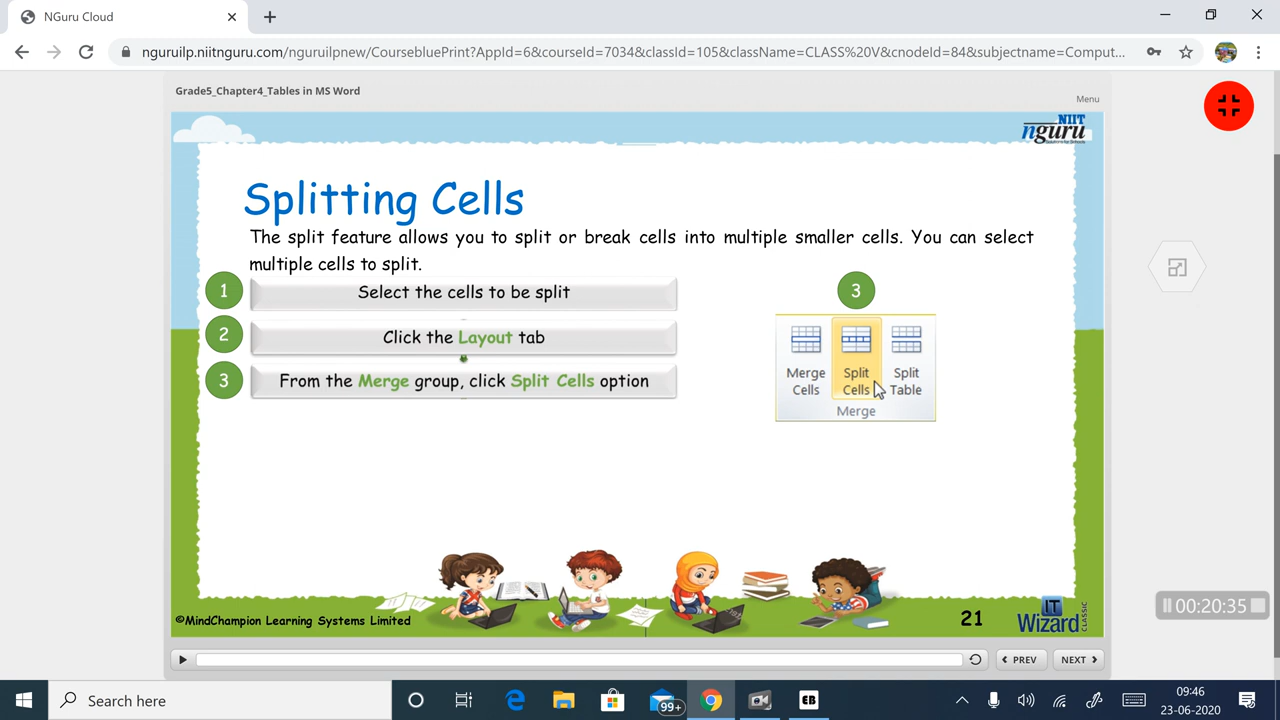 NGuru Cloud
nguruilp.niitnguru.com/nguruilpnew/CoursebluePrint?AppId=6&courseId=7034&classId=105&className=CLASS%20V&cnodeId=84&subjectname=Comput...
Grade5_Chapter4_Tables in MS Word
Menu
NIIT
nguru
Splitting Cells
The split feature allows you to split or break cells into multiple smaller cells. You can select
multiple cells to split.
1 Select the cells to be split
2 Click the Layout tab
3 From the Merge group, click Split Cells option
3
Merge Cells
Split Cells
Split Table
Merge
©MindChampion Learning Systems Limited
21
IT
Wizard
CLASSIC
00:20:35
PREV
NEXT
Search here
99+
EB
09:46
23-06-2020